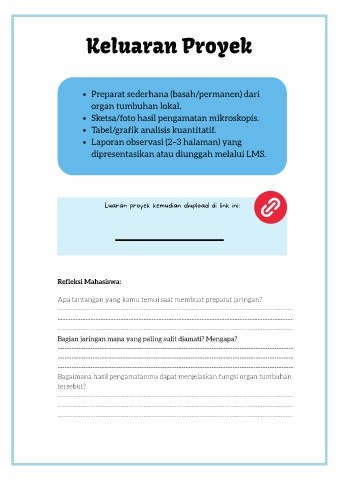 Keluaran Proyek
• Preparat sederhana (basah/permanen) dari
organ tumbuhan lokal.
• Sketsa/foto hasil pengamatan mikroskopis.
• Tabel/grafik analisis kuantitatif.
• Laporan observasi (2–3 halaman) yang
dipresentasikan atau diunggah melalui LMS.
Luaran proyek kemudian diupload di link ini:
Refleksi Mahasiswa:
Apa tantangan yang kamu temui saat membuat preparat jaringan?
Bagian jaringan mana yang paling sulit diamati? Mengapa?
Bagaimana hasil pengamatanmu dapat menjelaskan fungsi organ tumbuhan
tersebut?